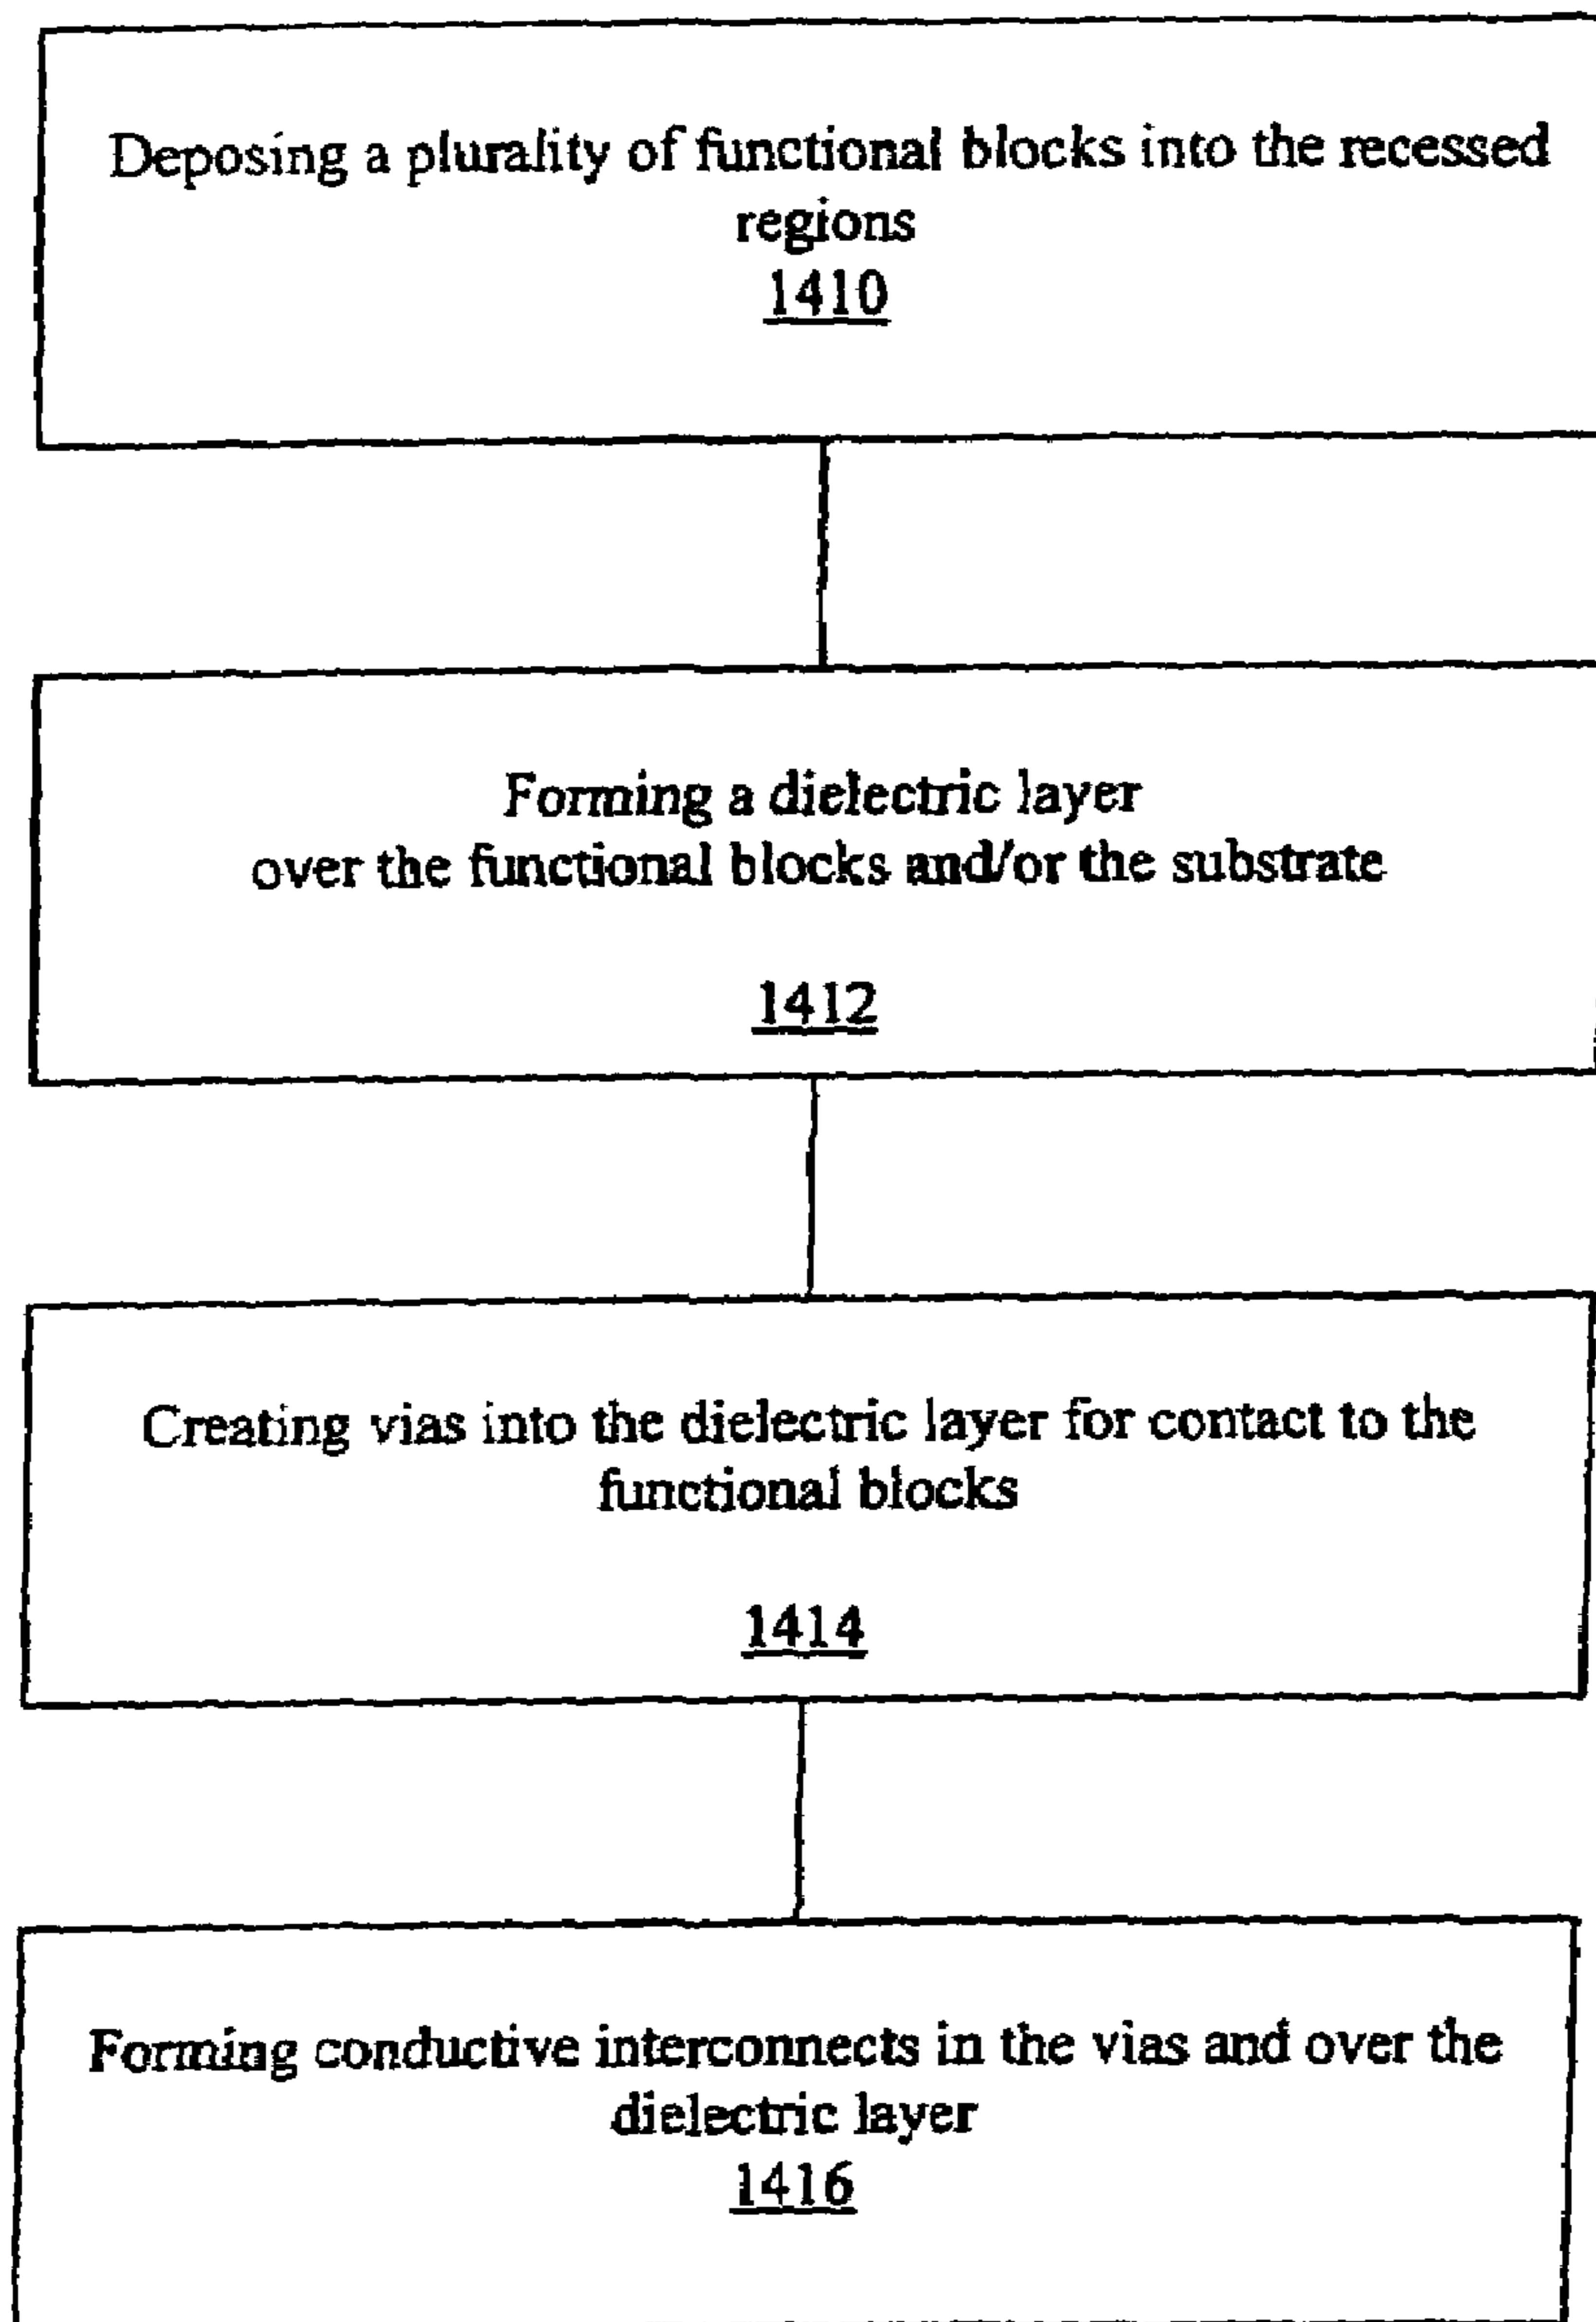 Deposing a plurality of functional blocks into the recessed
regions
1410
Forming a dielectric layer
over the functional blocks and/or the substrate
1412
Creating vias into the dielectric layer for contact to the
functional blocks
1414
Forming conductive interconnects in the vias and over the
dielectric layer
1416